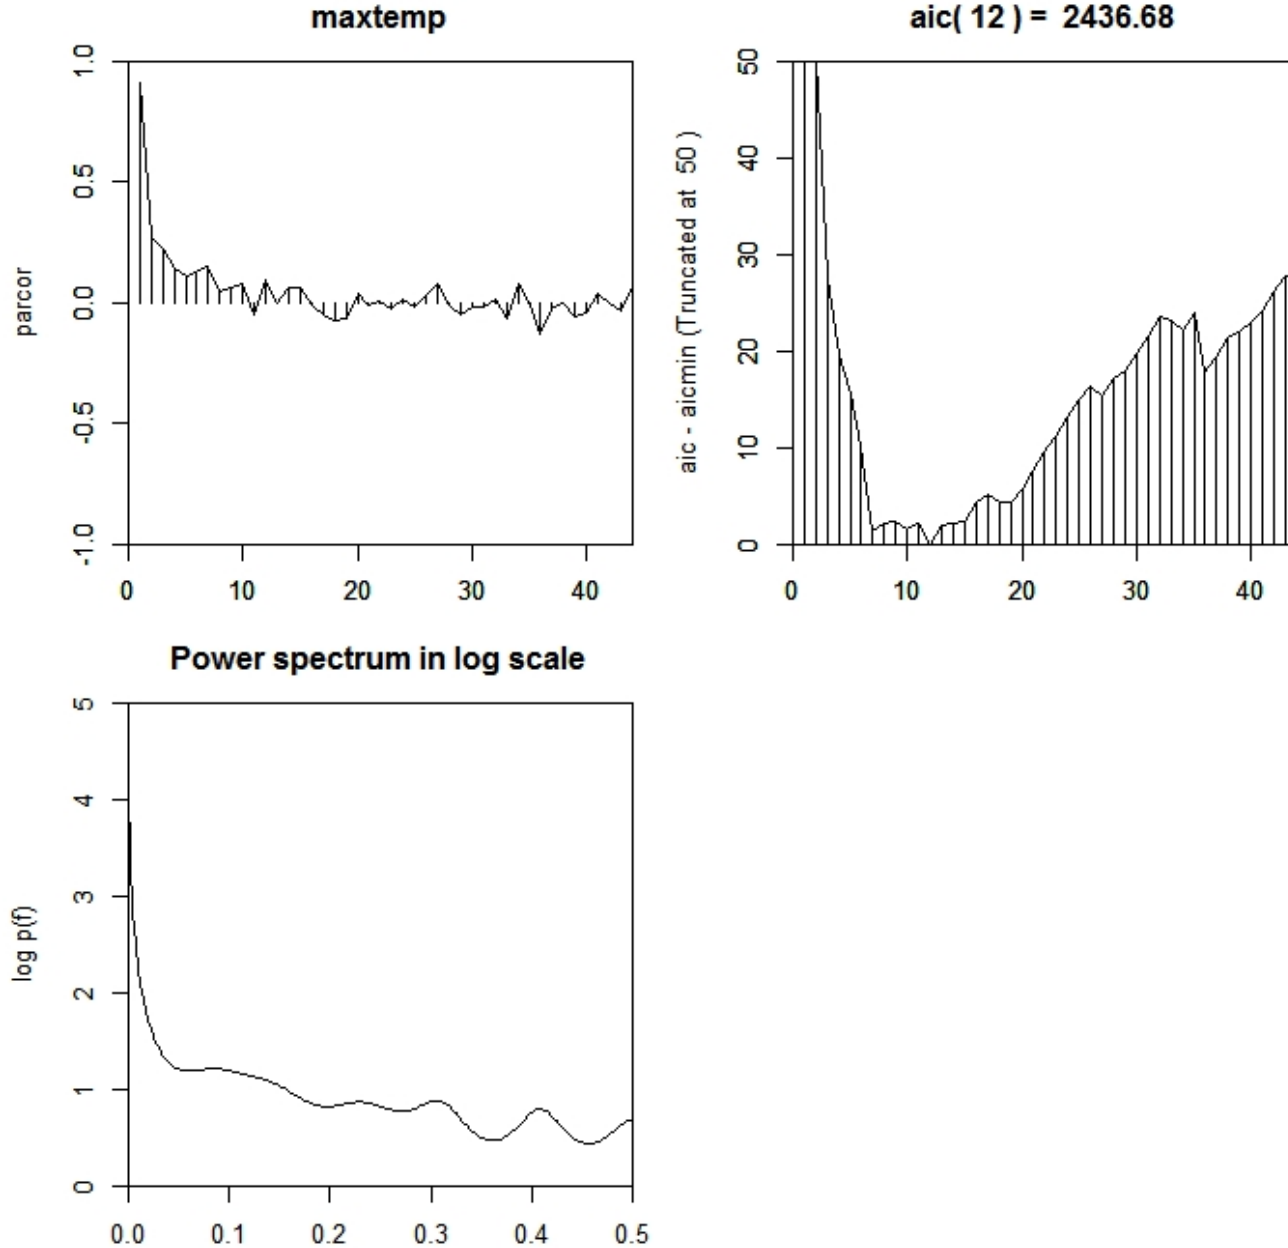 maxtemp
parcor
1.0
0.5
0.0
-0.5
-1.0
0 10 20 30 40
aic( 12 ) = 2436.68
aic - aicmin (Truncated at 50 )
50
40
30
20
10
0
0 10 20 30 40
Power spectrum in log scale
log p(f)
5
4
3
2
1
0
0.0 0.1 0.2 0.3 0.4 0.5